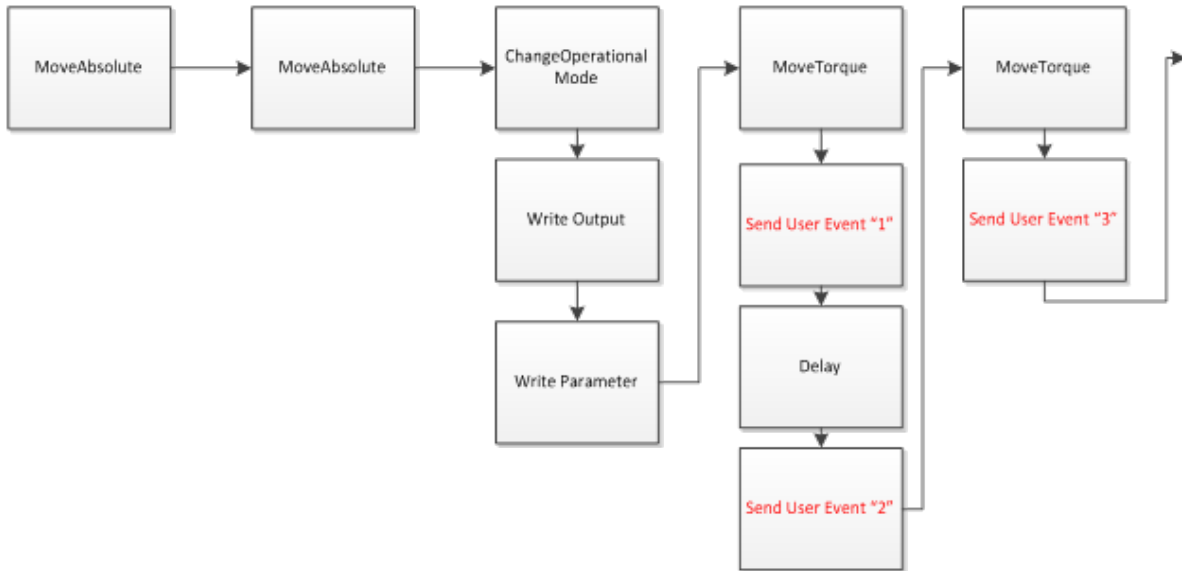 MoveAbsolute
MoveAbsolute
ChangeOperational
Mode
Write Output
Write Parameter
MoveTorque
Send User Event “1”
Delay
Send User Event “2”
MoveTorque
Send User Event “3”